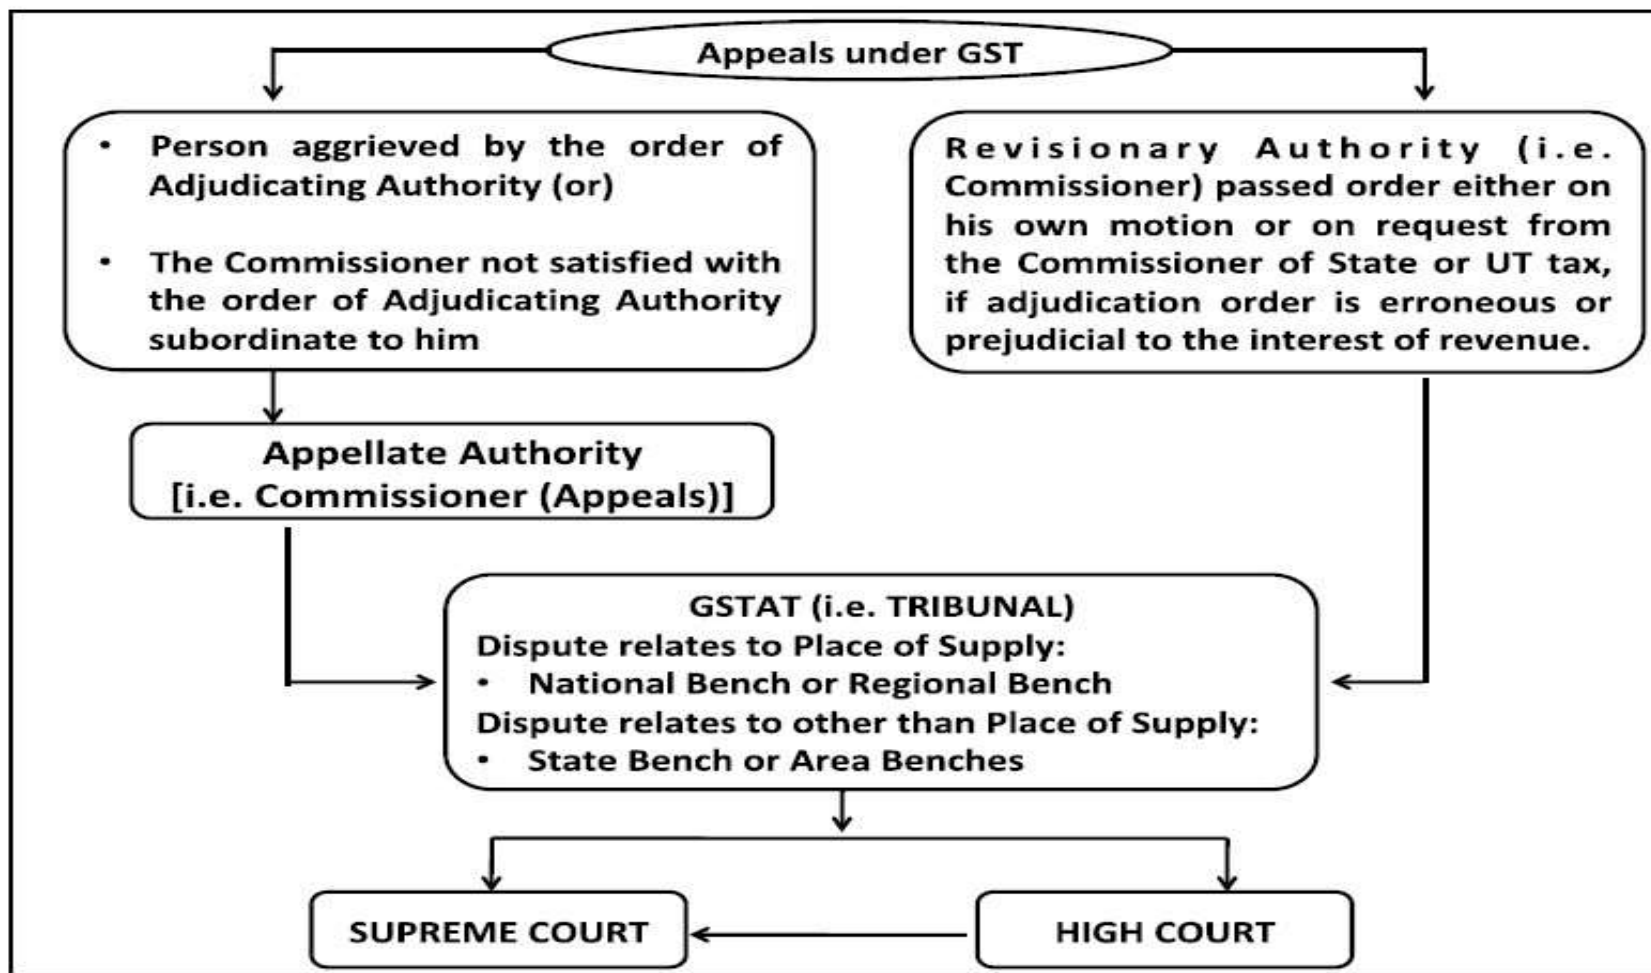 Appeals under GST
• Person aggrieved by the order of
Adjudicating Authority (or)
• The Commissioner not satisfied with
the order of Adjudicating Authority
subordinate to him
Revisionary Authority (i.e.
Commissioner) passed order either on
his own motion or on request from
the Commissioner of State or UT tax,
if adjudication order is erroneous or
prejudicial to the interest of revenue.
Appellate Authority
[i.e. Commissioner (Appeals)]
GSTAT (i.e. TRIBUNAL)
Dispute relates to Place of Supply:
• National Bench or Regional Bench
Dispute relates to other than Place of Supply:
• State Bench or Area Benches
SUPREME COURT
HIGH COURT